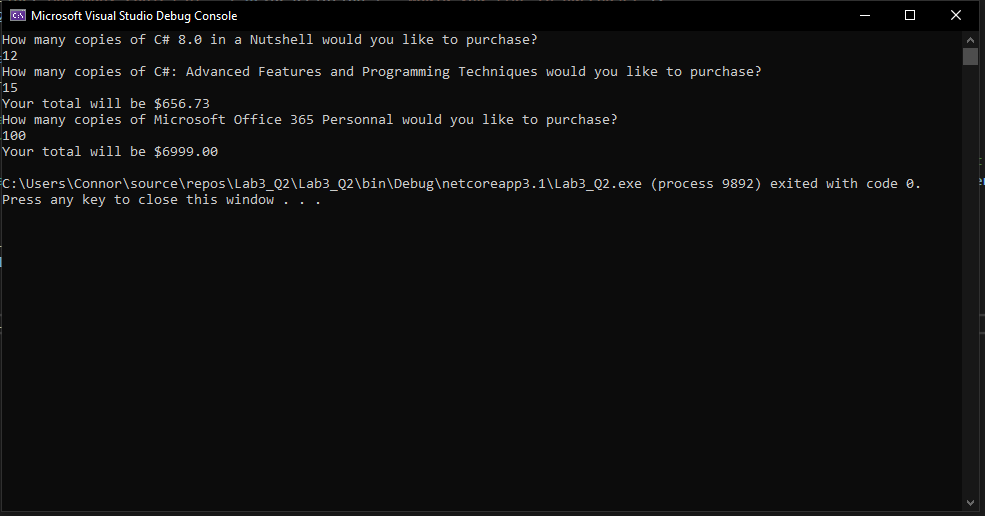 Microsoft Visual Studio Debug Console
How many copies of C# 8.0 in a Nutshell would you like to purchase?
12
How many copies of C#: Advanced Features and Programming Techniques would you like to purchase?
15
Your total will be $656.73
How many copies of Microsoft Office 365 Personnal would you like to purchase?
100
Your total will be $6999.00
C:\Users\Connor\source\repos\Lab3_Q2\Lab3_Q2\bin\Debug\netcoreapp3.1\Lab3_Q2.exe (process 9892) exited with code 0.
Press any key to close this window . . .